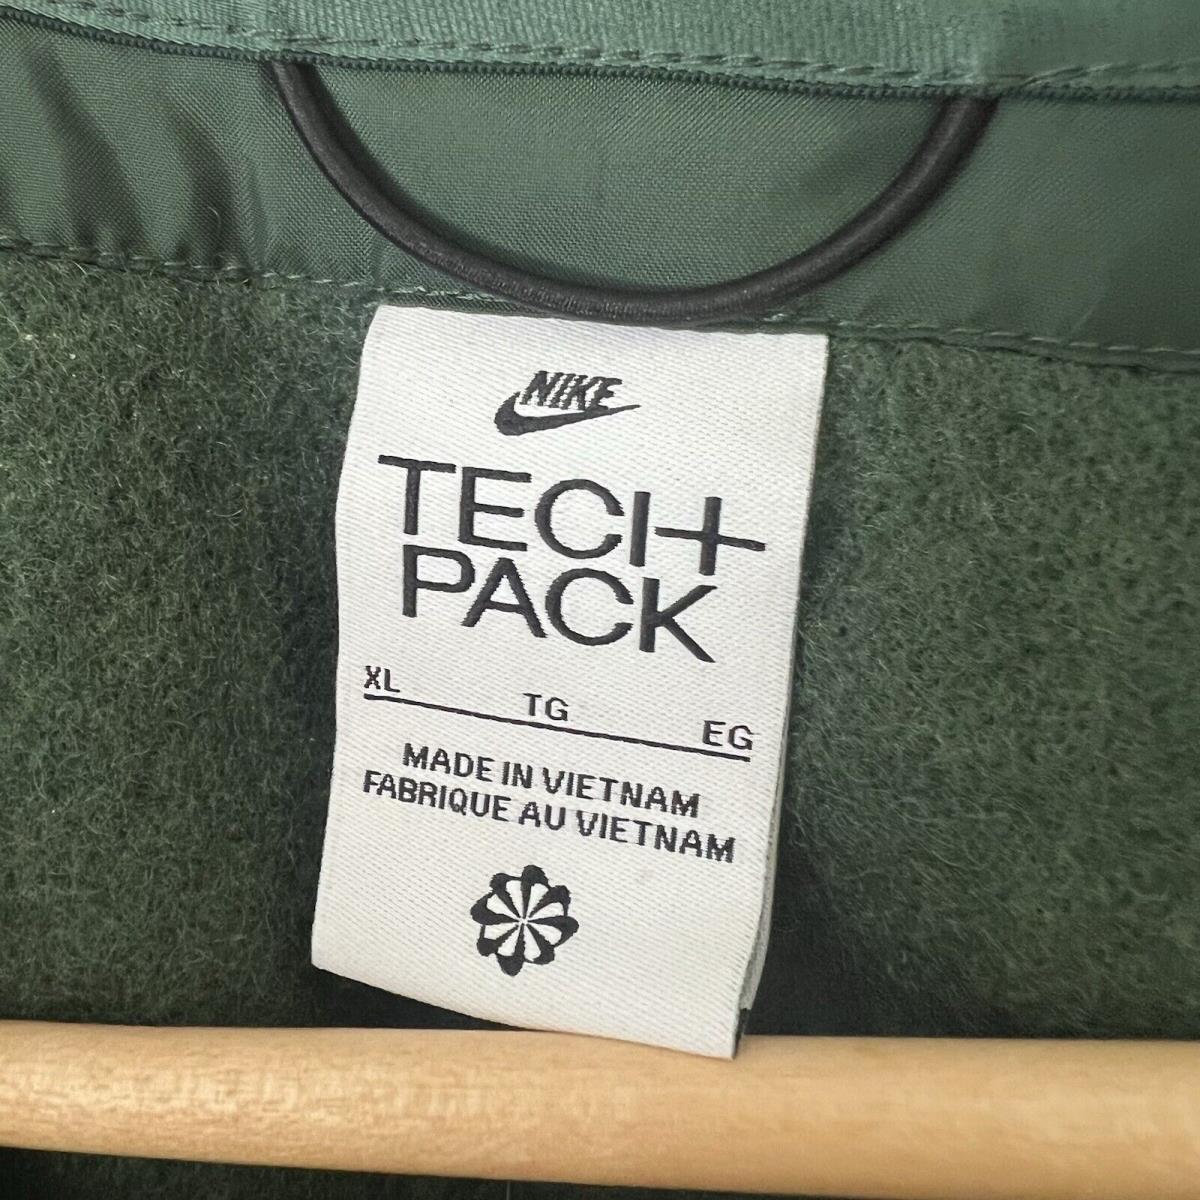 NIKE
TECH
PACK
XL TG EG
MADE IN VIETNAM
FABRIQUE AU VIETNAM